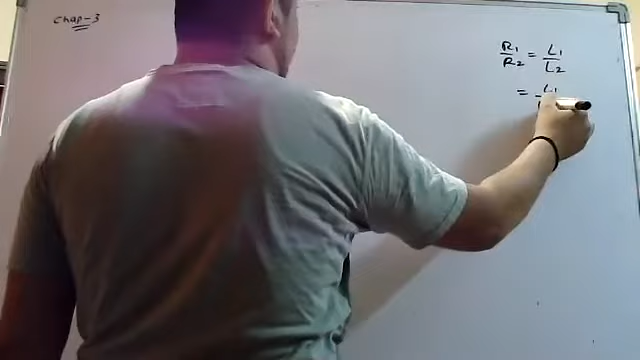 Chap-3
R1/R2 = L1/L2
= L1